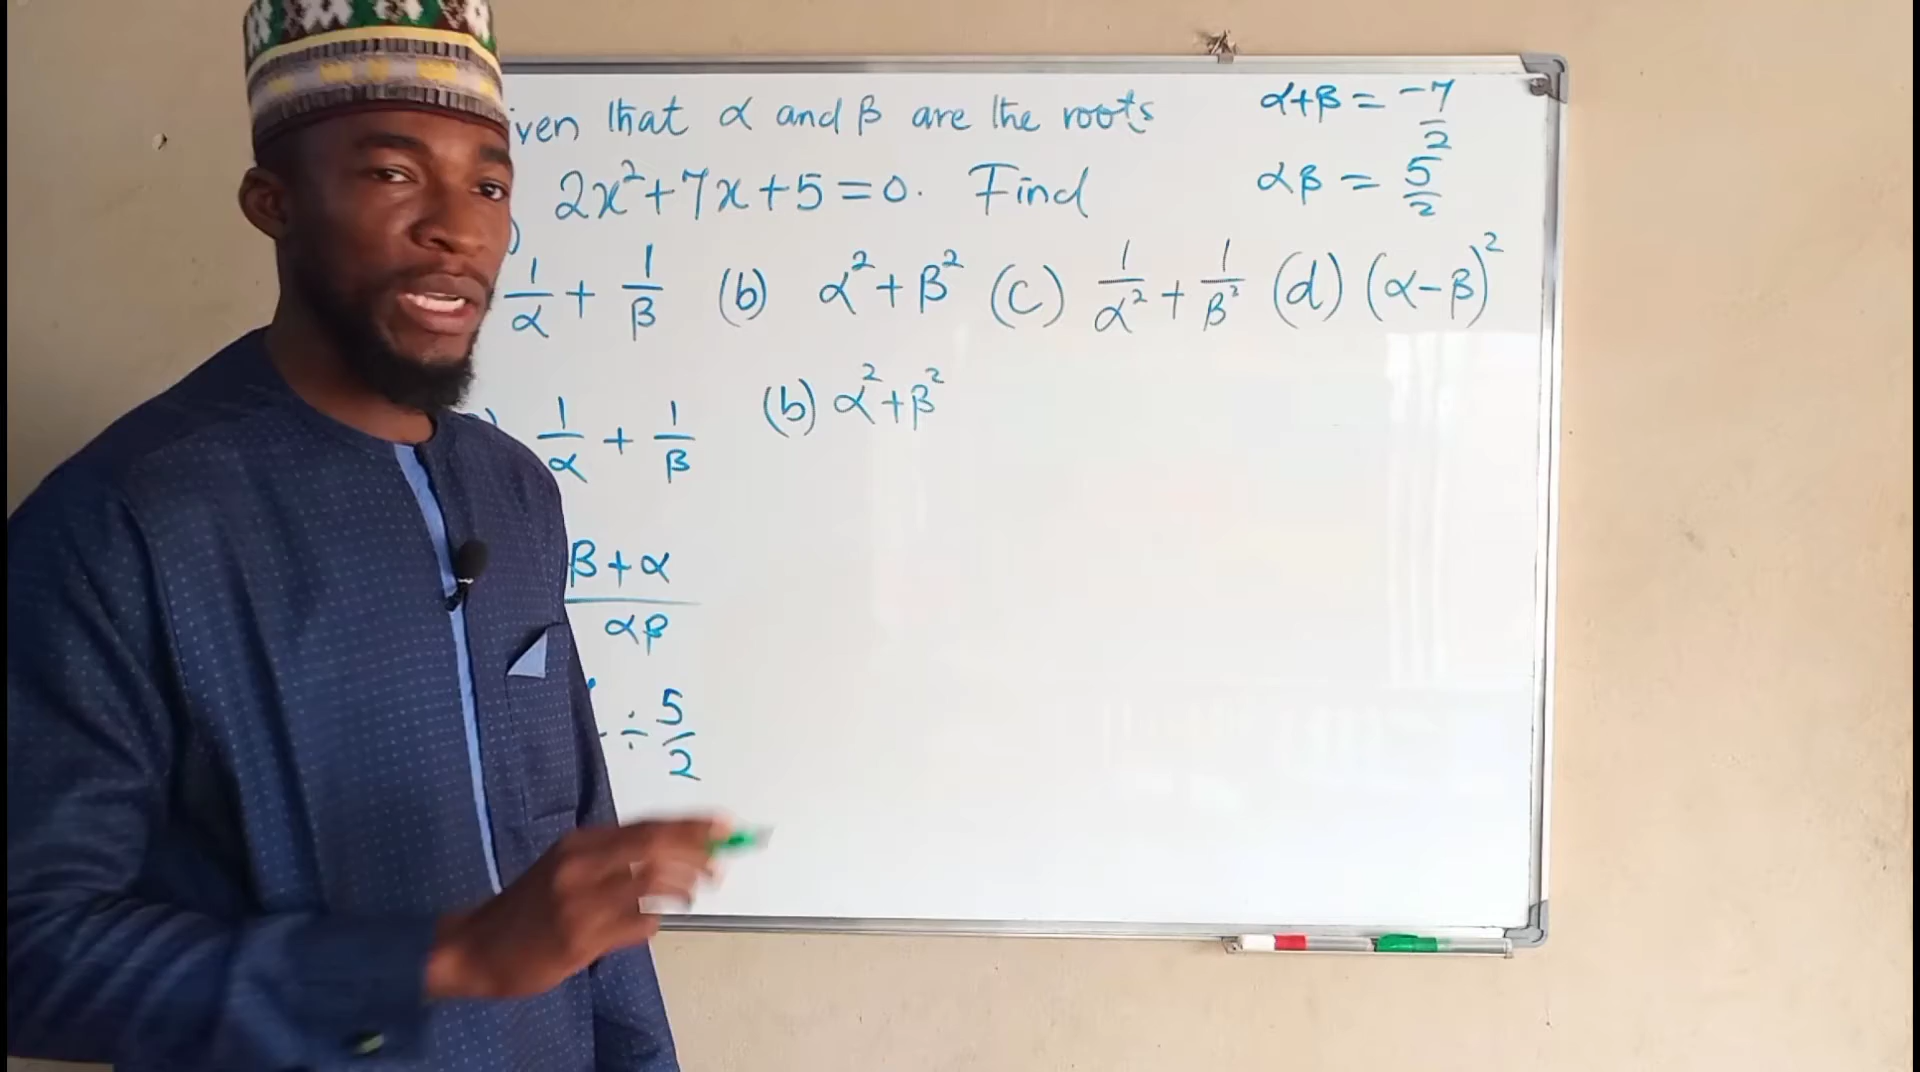 iven that α and β are the roots
2x²+7x+5=0. Find
α+β = -7/2
αβ = 5/2
) 1/α + 1/β (b) α²+β² (c) 1/α² + 1/β² (d) (α-β)²
) 1/α + 1/β
(b) α²+β²
β+α/αβ
÷ 5/2